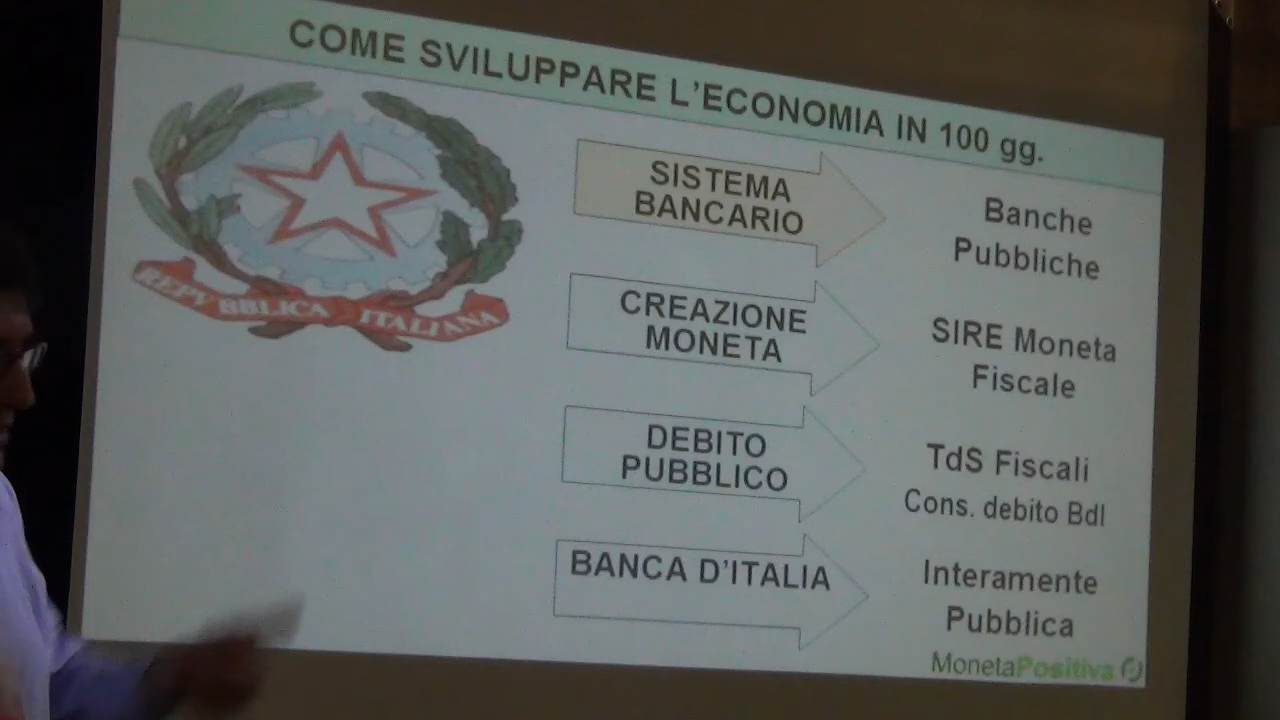 COME SVILUPPARE L'ECONOMIA IN 100 gg.
REPVBBLICA ITALIANA
SISTEMA
BANCARIO
Banche
Pubbliche
CREAZIONE
MONETA
SIRE Moneta
Fiscale
DEBITO
PUBBLICO
TdS Fiscali
Cons. debito BdI
BANCA D'ITALIA
Interamente
Pubblica
MonetaPositiva